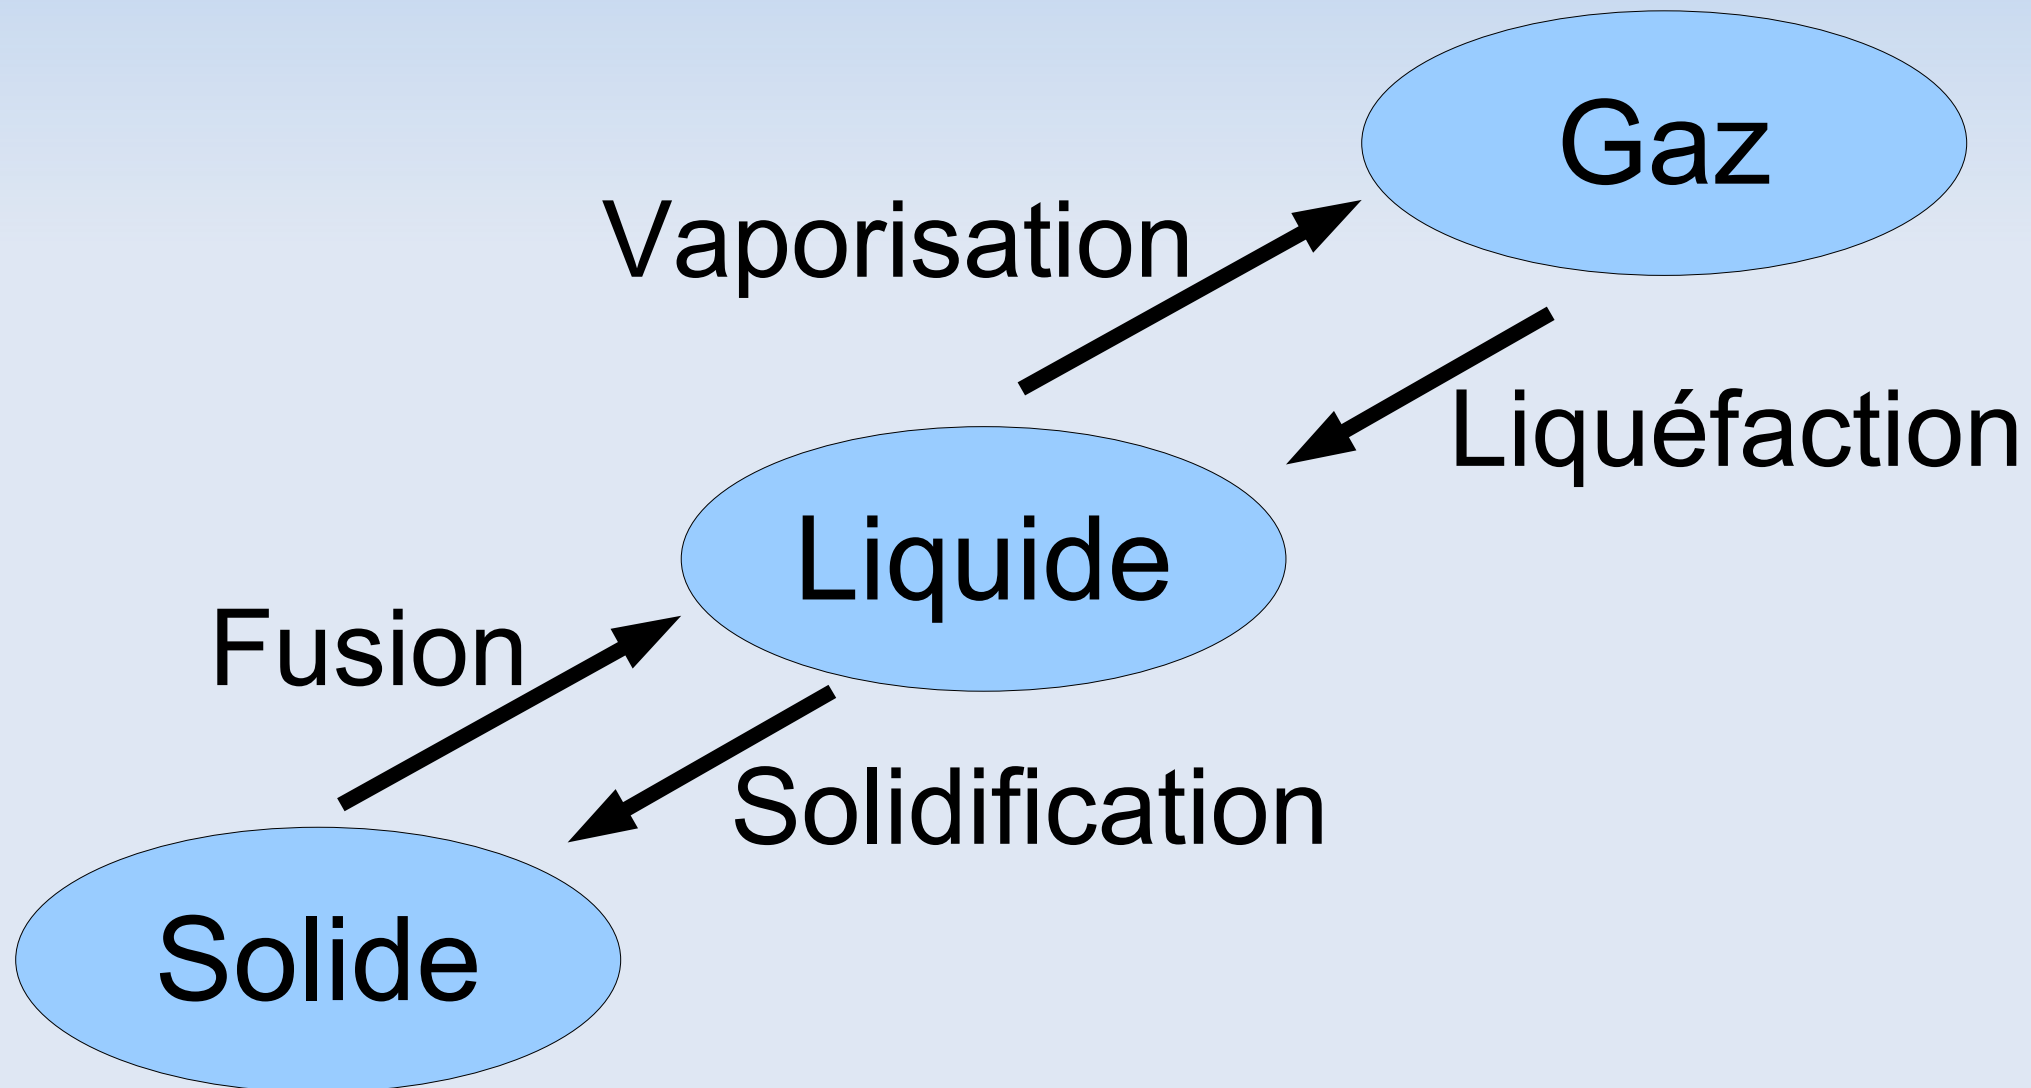 Gaz
Vaporisation
Liquéfaction
Liquide
Fusion
Solidification
Solide